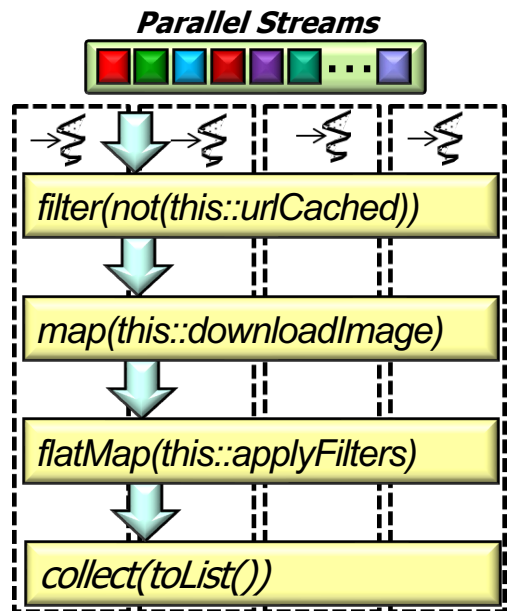 Parallel Streams
filter(not(this::urlCached))
map(this::downloadImage)
flatMap(this::applyFilters)
collect(toList())